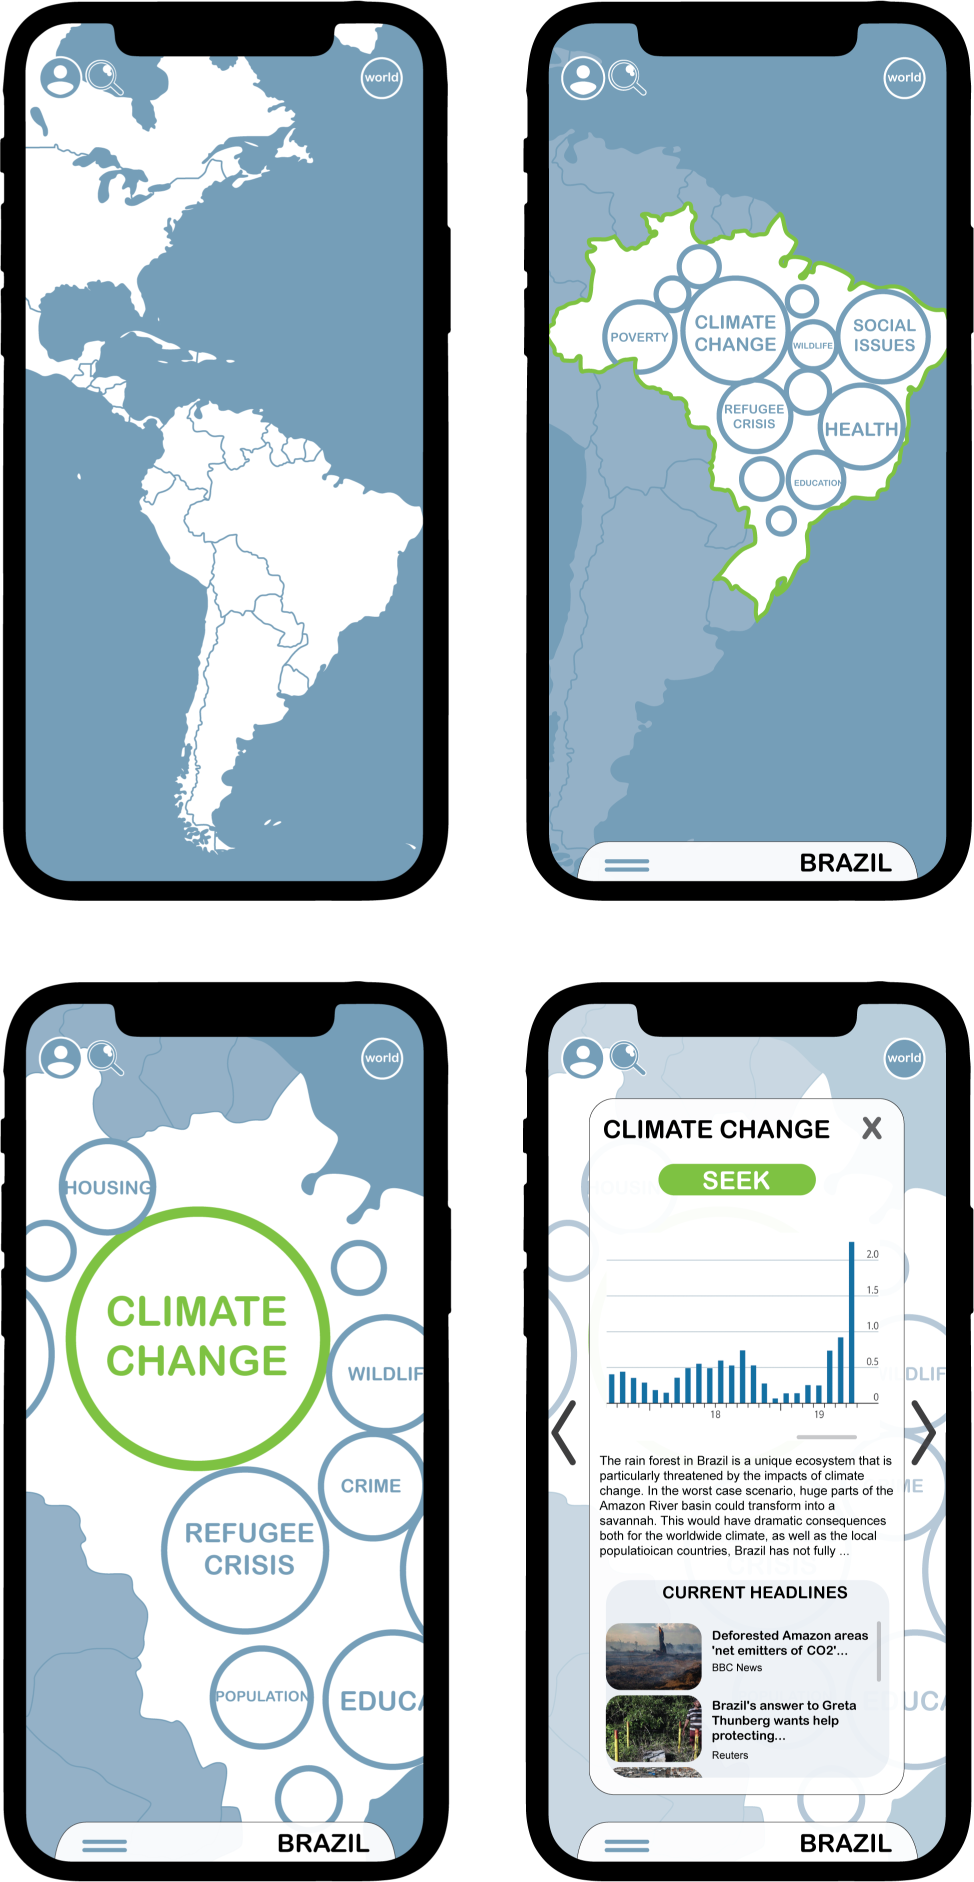 world
world
POVERTY
CLIMATE
CHANGE
WILDLIFE
SOCIAL
ISSUES
REFUGEE
CRISIS
HEALTH
EDUCATION
BRAZIL
world
HOUSING
CLIMATE
CHANGE
WILDLIF
CRIME
REFUGEE
CRISIS
POPULATION
EDUCA
BRAZIL
world
CLIMATE CHANGE X
SEEK
2.0
1.5
1.0
0.5
0
18 19
The rain forest in Brazil is a unique ecosystem that is
particularly threatened by the impacts of climate
change. In the worst case scenario, huge parts of the
Amazon River basin could transform into a
savannah. This would have dramatic consequences
both for the worldwide climate, as well as the local
populatioican countries, Brazil has not fully ...
CURRENT HEADLINES
Deforested Amazon areas
'net emitters of CO2'...
BBC News
Brazil's answer to Greta
Thunberg wants help
protecting...
Reuters
LDLIF
ME
UCA
BRAZIL